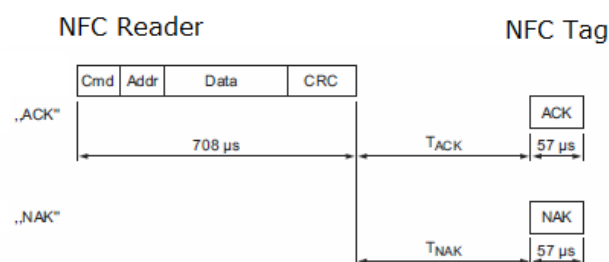 NFC Reader
NFC Tag
Cmd Addr Data CRC
„ACK” ACK
708 µs TACK 57 µs
„NAK” NAK
TNAK 57 µs